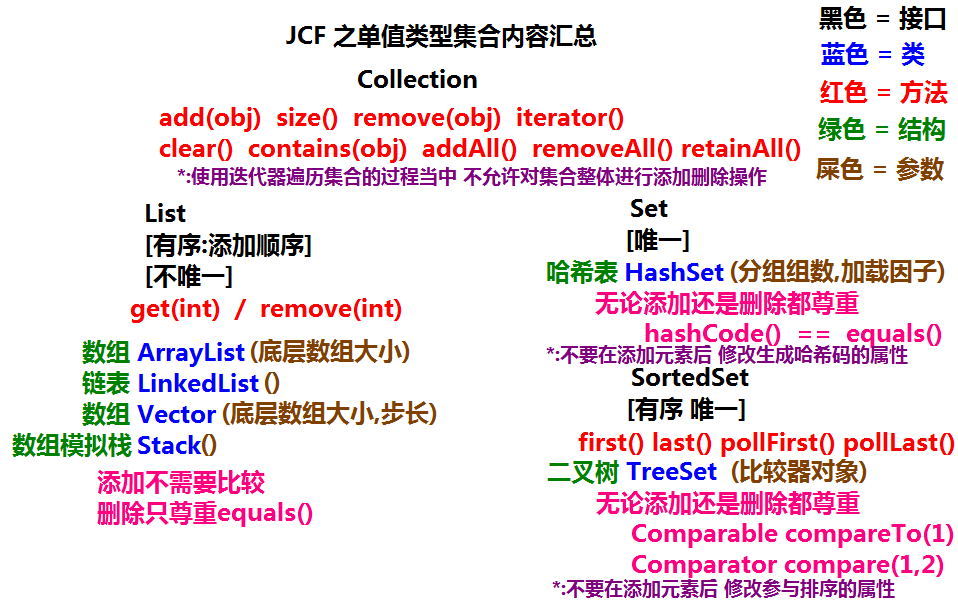 JCF 之单值类型集合内容汇总
黑色 = 接口
蓝色 = 类
红色 = 方法
绿色 = 结构
屎色 = 参数
Collection
add(obj) size() remove(obj) iterator()
clear() contains(obj) addAll() removeAll() retainAll()
*:使用迭代器遍历集合的过程当中 不允许对集合整体进行添加删除操作
List
[有序:添加顺序]
[不唯一]
get(int) / remove(int)
数组 ArrayList (底层数组大小)
链表 LinkedList ()
数组 Vector (底层数组大小,步长)
数组模拟栈 Stack()
添加不需要比较
删除只尊重equals()
Set
[唯一]
哈希表 HashSet (分组组数,加载因子)
无论添加还是删除都尊重
hashCode() == equals()
*:不要在添加元素后 修改生成哈希码的属性
SortedSet
[有序 唯一]
first() last() pollFirst() pollLast()
二叉树 TreeSet (比较器对象)
无论添加还是删除都尊重
Comparable compareTo(1)
Comparator compare(1,2)
*:不要在添加元素后 修改参与排序的属性